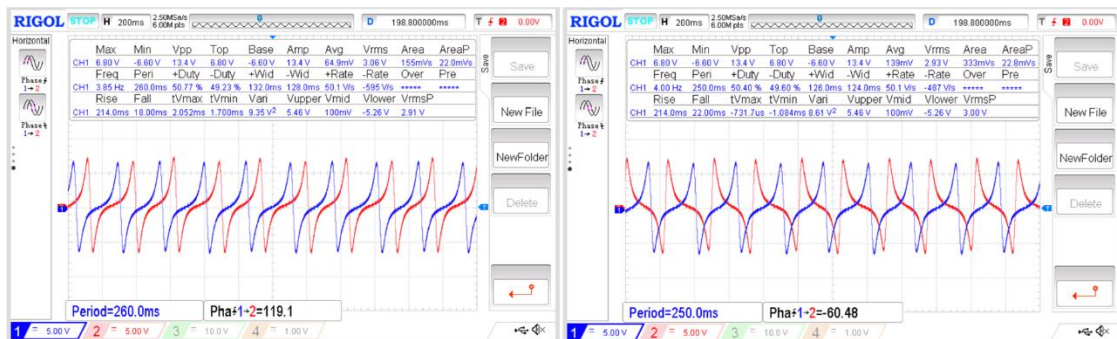 RIGOL STOP H 200ms 2.50MSa/s 6.00M pts D 198.800000ms T 2 0.00V
Horizontal
Max Min Vpp Top Base Amp Avg Vrms Area AreaP
CH1 6.80 V -6.60 V 13.4 V 6.80 V -6.60 V 13.4 V 64.9mV 3.06 V 155mVs 22.0mVs
Freq Peri +Duty -Duty +Wid -Wid +Rate -Rate Over Pre
CH1 3.85 Hz 260.0ms 50.77 % 49.23 % 132.0ms 128.0ms 50.1 V/s -595 V/s ***** *****
Rise Fall tVmax tVmin Vari Vupper Vmid Vlower VrmsP
CH1 214.0ms 18.00ms 2.052ms 1.700ms 9.35 V² 5.46 V 100mV -5.26 V 2.91 V
Phase
1→2
Phase
1→2
Save
Save
New File
NewFolder
Delete
1
T
Period=260.0ms Pha1→2=119.1
1 = 5.00 V 2 = 5.00 V 3 = 10.0 V 4 = 1.00 V
RIGOL STOP H 200ms 2.50MSa/s 6.00M pts D 198.800000ms T 2 0.00V
Horizontal
Max Min Vpp Top Base Amp Avg Vrms Area AreaP
CH1 6.80 V -6.60 V 13.4 V 6.80 V -6.60 V 13.4 V 139mV 2.93 V 333mVs 22.8mVs
Freq Peri +Duty -Duty +Wid -Wid +Rate -Rate Over Pre
CH1 4.00 Hz 250.0ms 50.40 % 49.60 % 126.0ms 124.0ms 50.1 V/s -487 V/s ***** *****
Rise Fall tVmax tVmin Vari Vupper Vmid Vlower VrmsP
CH1 214.0ms 22.00ms -731.7us -1.084ms 8.61 V² 5.46 V 100mV -5.26 V 3.00 V
Phase
1→2
Phase
1→2
Save
Save
New File
NewFolder
Delete
1
T
Period=250.0ms Pha1→2=-60.48
1 = 5.00 V 2 = 5.00 V 3 = 10.0 V 4 = 1.00 V